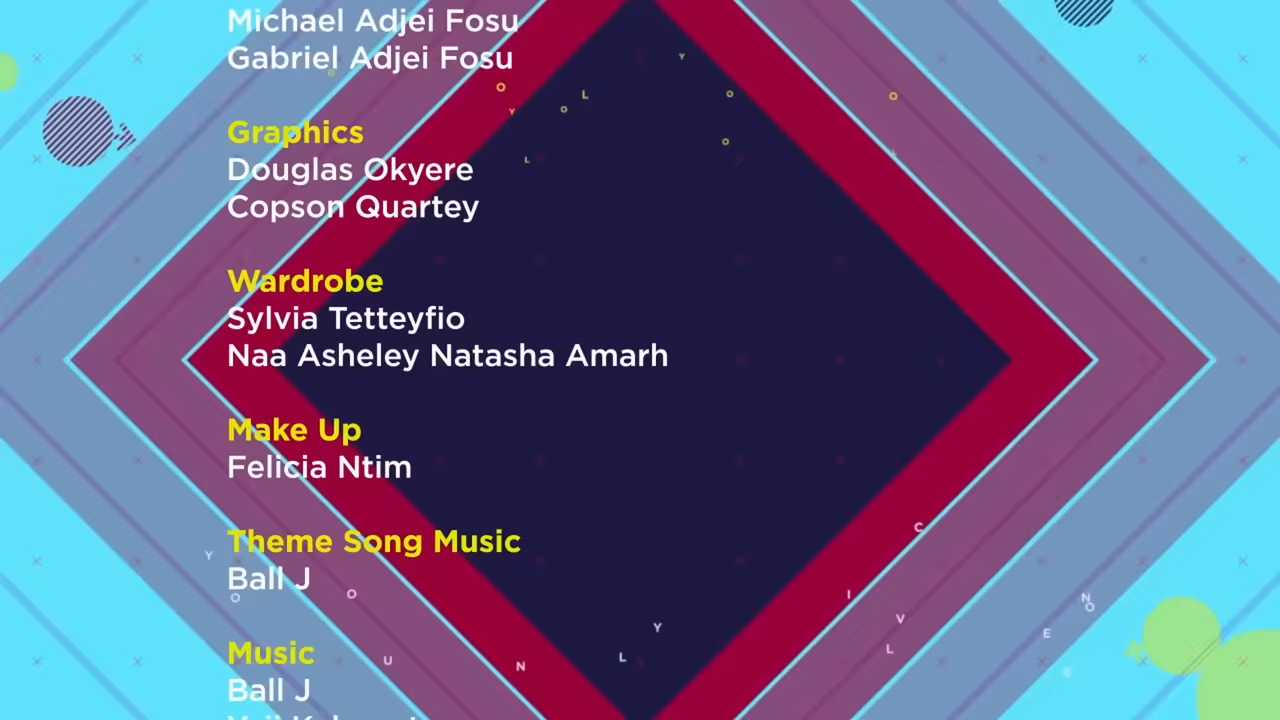 Michael Adjei Fosu
Gabriel Adjei Fosu
Graphics
Douglas Okyere
Copson Quartey
Wardrobe
Sylvia Tetteyfio
Naa Asheley Natasha Amarh
Make Up
Felicia Ntim
Theme Song Music
Ball J
Music
Ball J